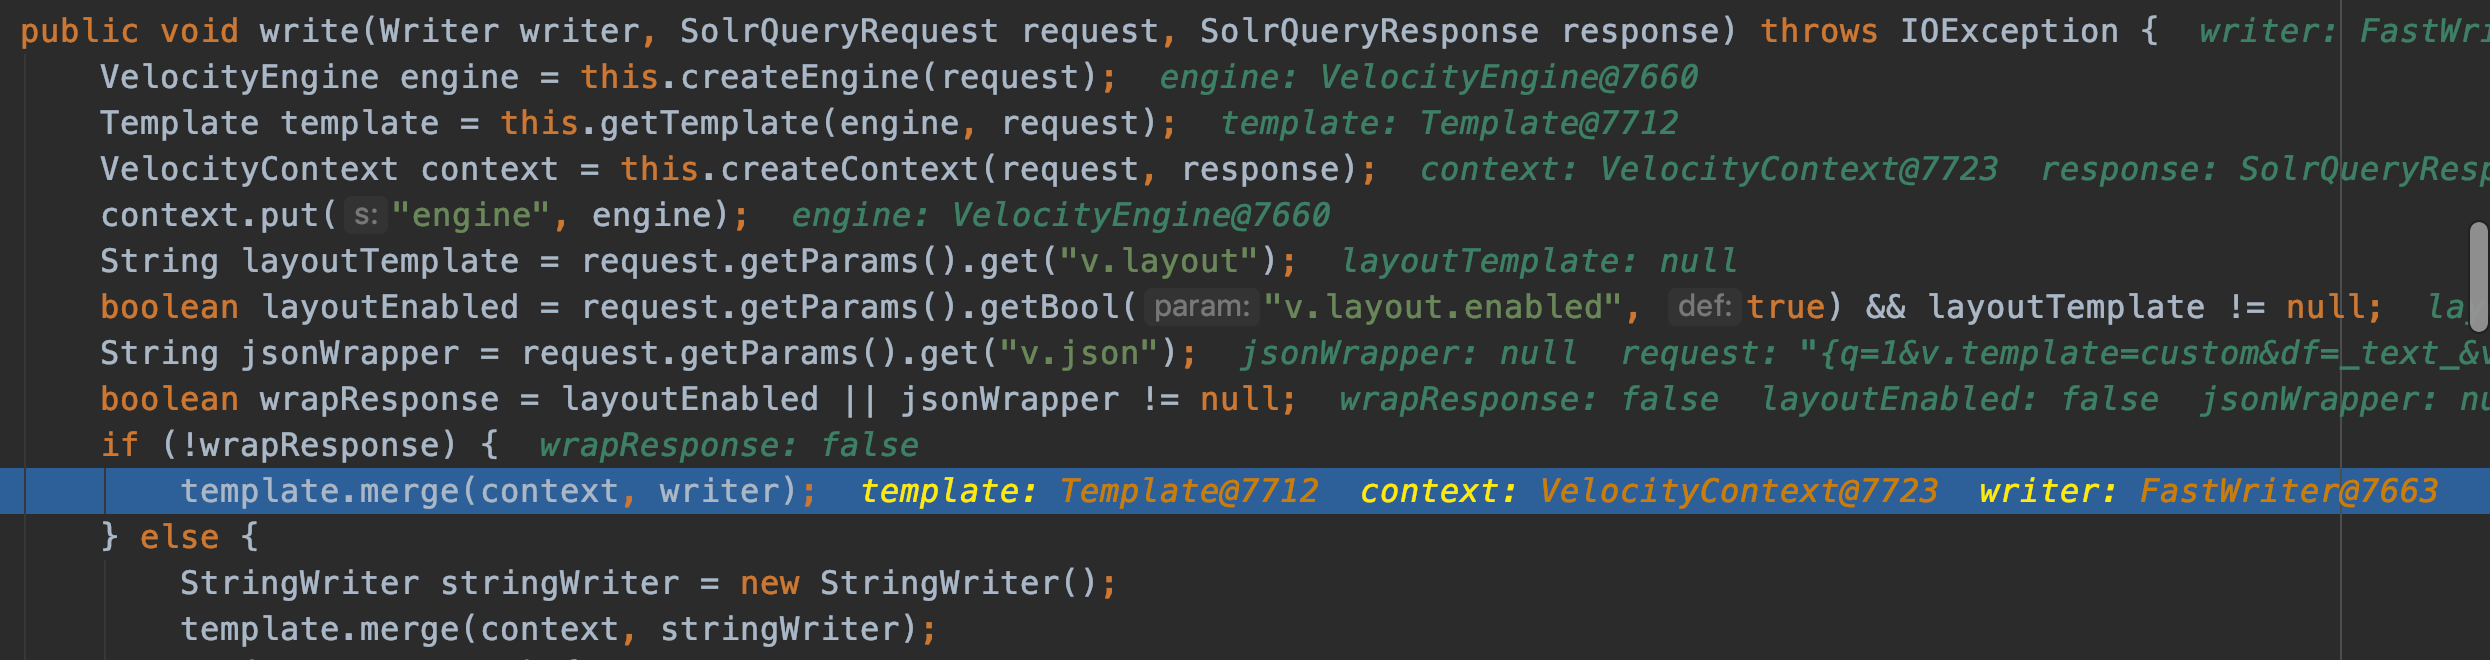 public void write(Writer writer, SolrQueryRequest request, SolrQueryResponse response) throws IOException {  writer: FastWri
VelocityEngine engine = this.createEngine(request);  engine: VelocityEngine@7660
Template template = this.getTemplate(engine, request);  template: Template@7712
VelocityContext context = this.createContext(request, response);  context: VelocityContext@7723  response: SolrQueryResp
context.put( s: "engine", engine);  engine: VelocityEngine@7660
String layoutTemplate = request.getParams().get("v.layout");  layoutTemplate: null
boolean layoutEnabled = request.getParams().getBool( param: "v.layout.enabled", def: true) && layoutTemplate != null;  la
String jsonWrapper = request.getParams().get("v.json");  jsonWrapper: null  request: "{q=1&v.template=custom&df=_text_&v
boolean wrapResponse = layoutEnabled || jsonWrapper != null;  wrapResponse: false  layoutEnabled: false  jsonWrapper: nu
if (!wrapResponse) {  wrapResponse: false
template.merge(context, writer);  template: Template@7712  context: VelocityContext@7723  writer: FastWriter@7663
} else {
StringWriter stringWriter = new StringWriter();
template.merge(context, stringWriter);